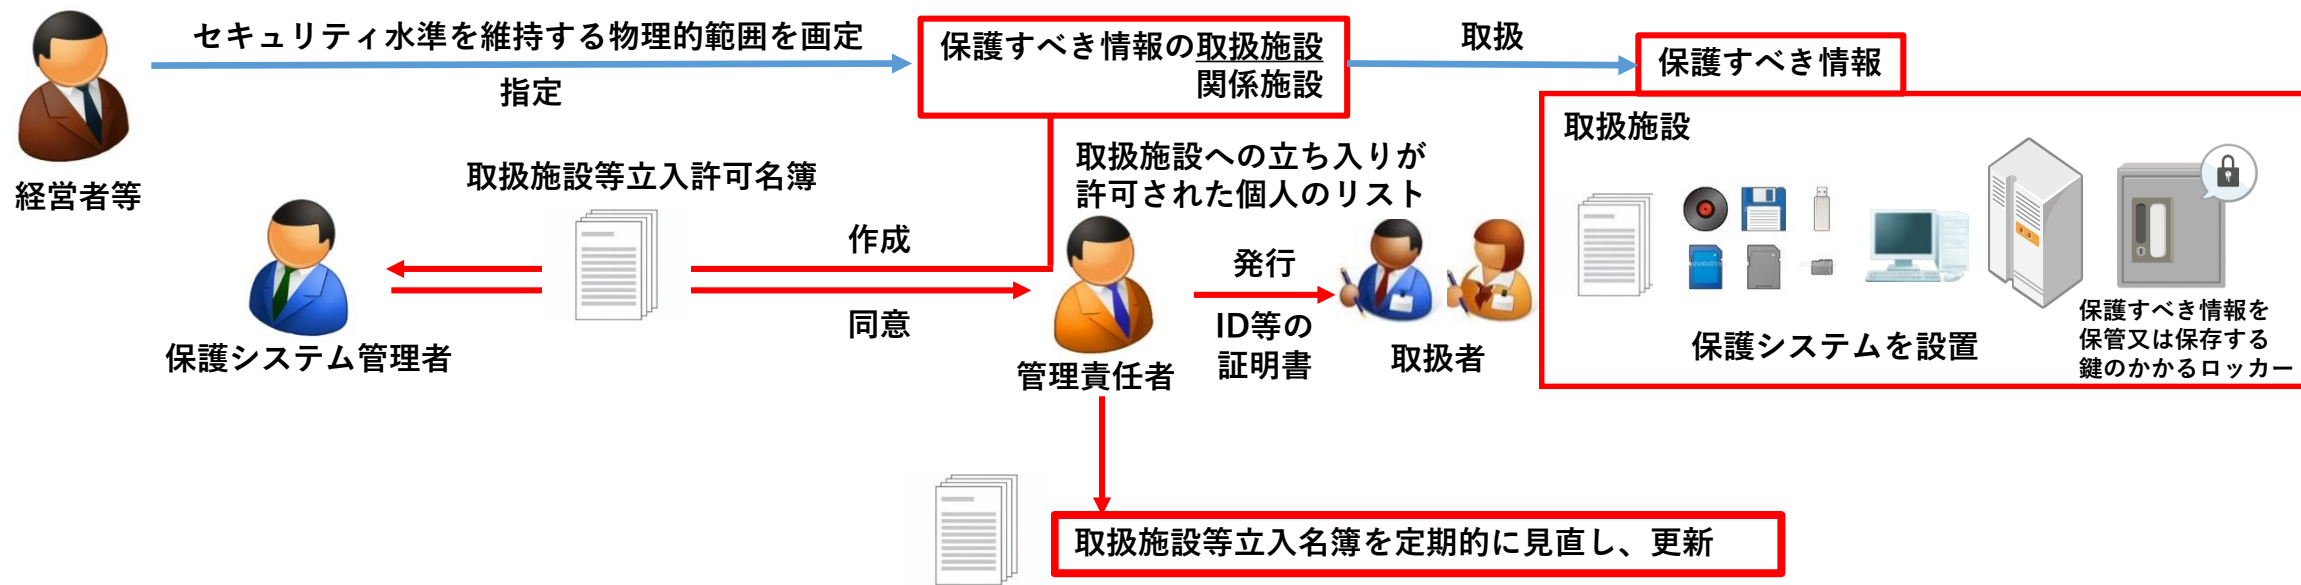 セキュリティ水準を維持する物理的範囲を画定
指定
経営者等
保護すべき情報の取扱施設
関係施設
取扱
保護すべき情報
取扱施設
取扱施設等立入許可名簿
取扱施設への立ち入りが
許可された個人のリスト
作成
同意
保護システム管理者
管理責任者
発行
ID等の
証明書
取扱者
保護システムを設置
保護すべき情報を
保管又は保存する
鍵のかかるロッカー
取扱施設等立入名簿を定期的に見直し、更新